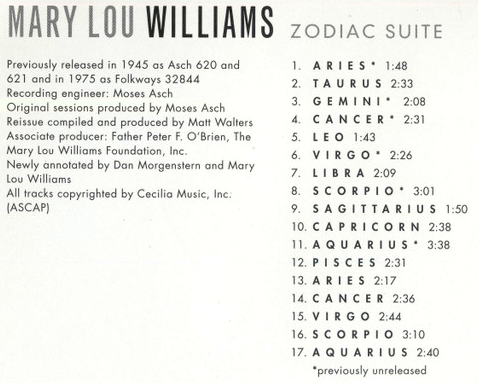 MARY LOU WILLIAMS ZODIAC SUITE
Previously released in 1945 as Asch 620 and
621 and in 1975 as Folkways 32844
Recording engineer: Moses Asch
Original sessions produced by Moses Asch
Reissue compiled and produced by Matt Walters
Associate producer: Father Peter F. O'Brien, The
Mary Lou Williams Foundation, Inc.
Newly annotated by Dan Morgenstern and Mary
Lou Williams
All tracks copyrighted by Cecilia Music, Inc.
(ASCAP)
1. ARIES* 1:48
2. TAURUS 2:33
3. GEMINI* 2:08
4. CANCER* 2:31
5. LEO 1:43
6. VIRGO* 2:26
7. LIBRA 2:09
8. SCORPIO* 3:01
9. SAGITTARIUS 1:50
10. CAPRICORN 2:38
11. AQUARIUS* 3:38
12. PISCES 2:31
13. ARIES 2:17
14. CANCER 2:36
15. VIRGO 2:44
16. SCORPIO 3:10
17. AQUARIUS 2:40
*previously unreleased